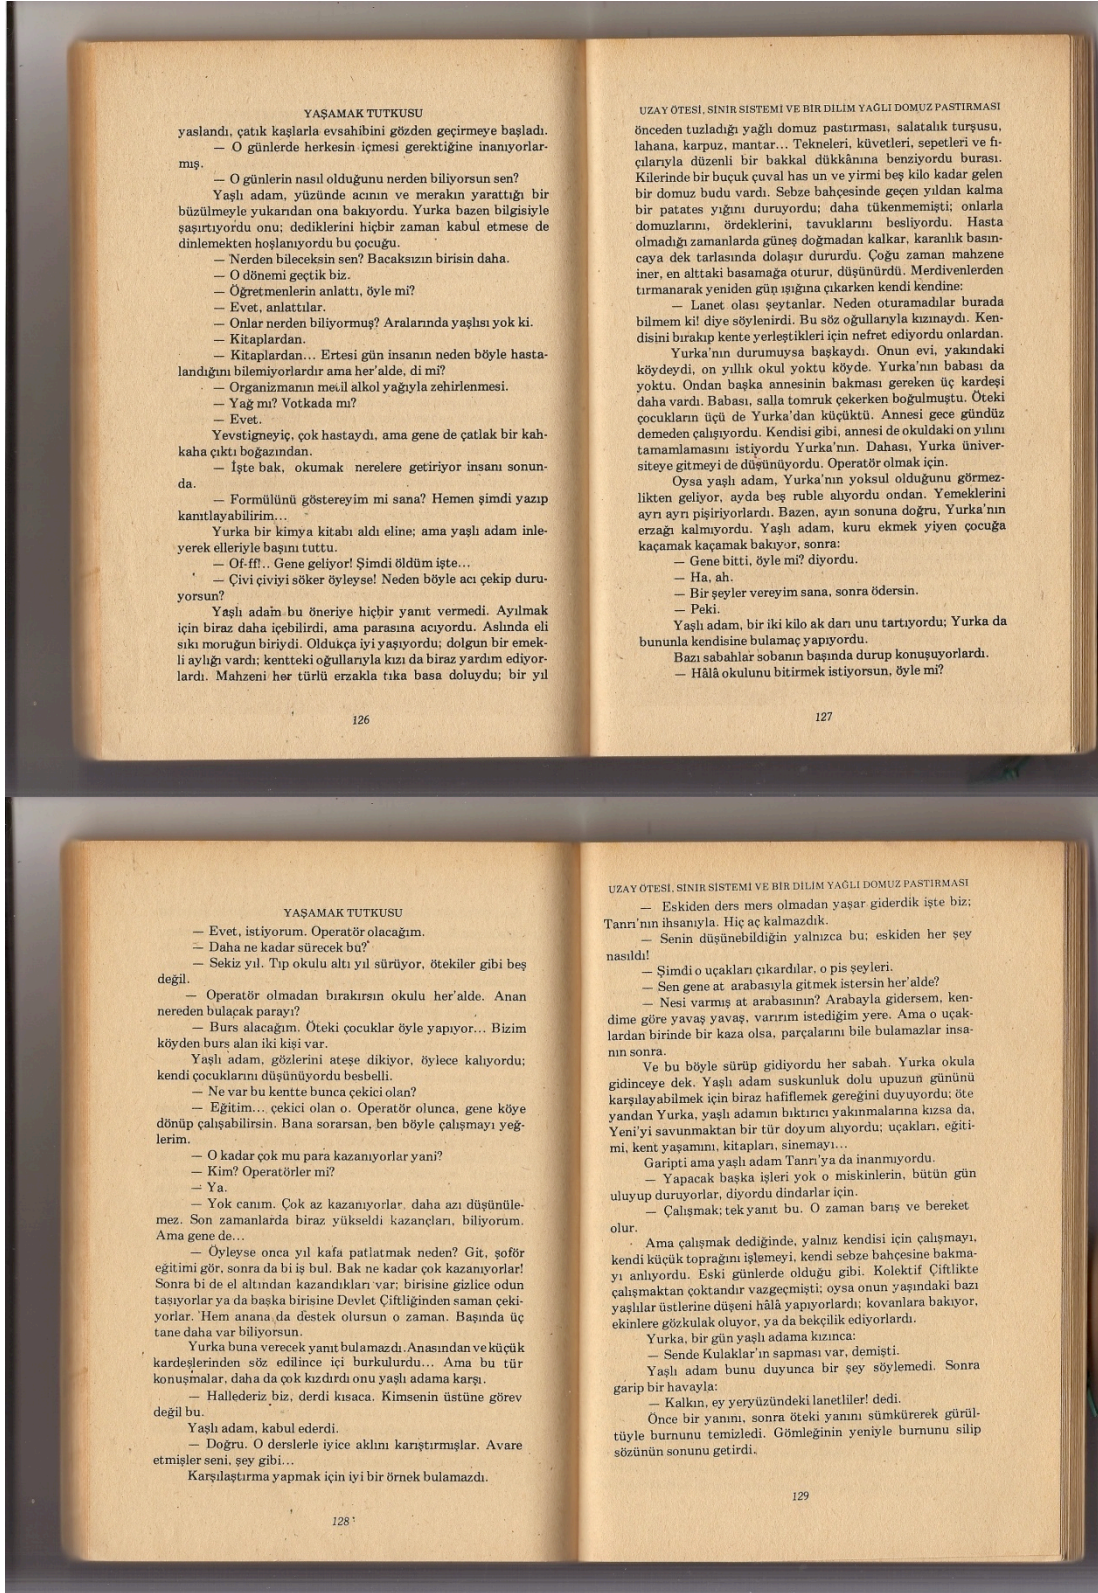 YAŞAMAK TUTKUSU
yaslandı, çatık kaşlarla evsahibini gözden geçirmeye başladı.
— O günlerde herkesin içmesi gerektiğine inanıyorlar-
mış.
— O günlerin nasıl olduğunu nerden biliyorsun sen?
Yaşlı adam, yüzünde acının ve merakın yarattığı bir
büzülmeyle yukarıdan ona bakıyordu. Yurka bazen bilgisiyle
şaşırtıyordu onu; dediklerini hiçbir zaman kabul etmese de
dinlemekten hoşlanıyordu bu çocuğu.
— Nerden bileceksin sen? Bacaksızın birisin daha.
— O dönemi geçtik biz.
— Öğretmenlerin anlattı, öyle mi?
— Evet, anlattılar.
— Onlar nerden biliyormuş? Aralarında yaşlısı yok ki.
— Kitaplardan.
— Kitaplardan... Ertesi gün insanın neden böyle hasta-
landığını bilemiyorlardır ama her'alde, di mi?
— Organizmanın metil alkol yağıyla zehirlenmesi.
— Yağ mı? Votkada mı?
— Evet.
Yevstigneyiç, çok hastaydı, ama gene de çatlak bir kah-
kaha çıktı boğazından.
— İşte bak, okumak nerelere getiriyor insanı sonun-
da.
— Formülünü göstereyim mi sana? Hemen şimdi yazıp
kanıtlayabilirim...
Yurka bir kimya kitabı aldı eline; ama yaşlı adam inle-
yerek elleriyle başını tuttu.
— Of-ff!.. Gene geliyor! Şimdi öldüm işte...
— Çivi çiviyi söker öyleyse! Neden böyle acı çekip duru-
yorsun?
Yaşlı adam bu öneriye hiçbir yanıt vermedi. Ayılmak
için biraz daha içebilirdi, ama parasına acıyordu. Aslında eli
sıkı moruğun biriydi. Oldukça iyi yaşıyordu; dolgun bir emek-
li aylığı vardı; kentteki oğullarıyla kızı da biraz yardım ediyor-
lardı. Mahzeni her türlü erzakla tıka basa doluydu; bir yıl
126
UZAY ÖTESİ, SİNİR SİSTEMİ VE BİR DİLİM YAĞLI DOMUZ PASTIRMASI
önceden tuzladığı yağlı domuz pastırması, salatalık turşusu,
lahana, karpuz, mantar... Tekneleri, küvetleri, sepetleri ve fı-
çılarıyla düzenli bir bakkal dükkânına benziyordu burası.
Kilerinde bir buçuk çuval has un ve yirmi beş kilo kadar gelen
bir domuz budu vardı. Sebze bahçesinde geçen yıldan kalma
bir patates yığını duruyordu; daha tükenmemişti; onlarla
domuzlarını, ördeklerini, tavuklarını besliyordu. Hasta
olmadığı zamanlarda güneş doğmadan kalkar, karanlık basın-
caya dek tarlasında dolaşır dururdu. Çoğu zaman mahzene
iner, en alttaki basamağa oturur, düşünürdü. Merdivenlerden
tırmanarak yeniden gün ışığına çıkarken kendi kendine:
— Lanet olası şeytanlar. Neden oturamadılar burada
bilmem ki! diye söylenirdi. Bu söz oğullarıyla kızınaydı. Ken-
disini bırakıp kente yerleştikleri için nefret ediyordu onlardan.
Yurka'nın durumuysa başkaydı. Onun evi, yakındaki
köydeydi, on yıllık okul yoktu köyde. Yurka'nın babası da
yoktu. Ondan başka annesinin bakması gereken üç kardeşi
daha vardı. Babası, salla tomruk çekerken boğulmuştu. Öteki
çocukların üçü de Yurka'dan küçüktü. Annesi gece gündüz
demeden çalışıyordu. Kendisi gibi, annesi de okuldaki on yılını
tamamlamasını istiyordu Yurka'nın. Dahası, Yurka üniver-
siteye gitmeyi de düşünüyordu. Operatör olmak için.
Oysa yaşlı adam, Yurka'nın yoksul olduğunu görmez-
likten geliyor, ayda beş ruble alıyordu ondan. Yemeklerini
ayrı ayrı pişiriyorlardı. Bazen, ayın sonuna doğru, Yurka'nın
erzağı kalmıyordu. Yaşlı adam, kuru ekmek yiyen çocuğa
kaçamak kaçamak bakıyor, sonra:
— Gene bitti, öyle mi? diyordu.
— Ha, ah.
— Bir şeyler vereyim sana, sonra ödersin.
— Peki.
Yaşlı adam, bir iki kilo ak darı unu tartıyordu; Yurka da
bununla kendisine bulamaç yapıyordu.
Bazı sabahlar sobanın başında durup konuşuyorlardı.
— Hâlâ okulunu bitirmek istiyorsun, öyle mi?
127
YAŞAMAK TUTKUSU
— Evet, istiyorum. Operatör olacağım.
— Daha ne kadar sürecek bu?
— Sekiz yıl. Tıp okulu altı yıl sürüyor, ötekiler gibi beş
değil.
— Operatör olmadan bırakırsın okulu her'alde. Anan
nereden bulaçak parayı?
— Burs alacağım. Öteki çocuklar öyle yapıyor... Bizim
köyden burs alan iki kişi var.
Yaşlı adam, gözlerini ateşe dikiyor, öylece kalıyordu;
kendi çocuklarını düşünüyordu besbelli.
— Ne var bu kentte bunca çekici olan?
— Eğitim... çekici olan o. Operatör olunca, gene köye
dönüp çalışabilirsin. Bana sorarsan, ben böyle çalışmayı yeğ-
lerim.
— O kadar çok mu para kazanıyorlar yani?
— Kim? Operatörler mi?
— Ya.
— Yok canım. Çok az kazanıyorlar, daha azı düşünüle-
mez. Son zamanlarda biraz yükseldi kazançları, biliyorum.
Ama gene de...
— Öyleyse onca yıl kafa patlatmak neden? Git, şoför
eğitimi gör, sonra da bi iş bul. Bak ne kadar çok kazanıyorlar!
Sonra bi de el altından kazandıkları var; birisine gizlice odun
taşıyorlar ya da başka birisine Devlet Çiftliğinden saman çeki-
yorlar. Hem anana da destek olursun o zaman. Başında üç
tane daha var biliyorsun.
Yurka buna verecek yanıt bulamazdı. Anasından ve küçük
kardeşlerinden söz edilince içi burkulurdu... Ama bu tür
konuşmalar, daha da çok kızdırdı onu yaşlı adama karşı.
— Hallederiz biz, derdi kısaca. Kimsenin üstüne görev
değil bu.
Yaşlı adam, kabul ederdi.
— Doğru. O derslerle iyice aklını karıştırmışlar. Avare
etmişler seni, şey gibi...
Karşılaştırma yapmak için iyi bir örnek bulamazdı.
128
UZAY ÖTESİ, SİNİR SİSTEMİ VE BİR DİLİM YAĞLI DOMUZ PASTIRMASI
— Eskiden ders mers olmadan yaşar giderdik işte biz;
Tanrı'nın ihsanıyla. Hiç aç kalmazdık.
— Senin düşünebildiğin yalnızca bu; eskiden her şey
nasıldı!
— Şimdi o uçakları çıkardılar, o pis şeyleri.
— Sen gene at arabasıyla gitmek istersin her'alde?
— Nesi varmış at arabasının? Arabayla gidersem, ken-
dime göre yavaş yavaş, varırım istediğim yere. Ama o uçak-
lardan birinde bir kaza olsa, parçalarını bile bulamazlar insa-
nın sonra.
Ve bu böyle sürüp gidiyordu her sabah. Yurka okula
gidinceye dek. Yaşlı adam suskunluk dolu upuzun gününü
karşılayabilmek için biraz hafiflemek gereğini duyuyordu; öte
yandan Yurka, yaşlı adamın bıktırıcı yakınmalarına kızsa da,
Yeni'yi savunmaktan bir tür doyum alıyordu; uçakları, eğiti-
mi, kent yaşamını, kitapları, sinemayı...
Garipti ama yaşlı adam Tanrı'ya da inanmıyordu.
— Yapacak başka işleri yok o miskinlerin, bütün gün
uluyup duruyorlar, diyordu dindarlar için.
— Çalışmak; tek yanıt bu. O zaman barış ve bereket
olur.
Ama çalışmak dediğinde, yalnız kendisi için çalışmayı,
kendi küçük toprağını işlemeyi, kendi sebze bahçesine bakma-
yı anlıyordu. Eski günlerde olduğu gibi. Kolektif Çiftlikte
çalışmaktan çoktandır vazgeçmişti; oysa onun yaşındaki bazı
yaşlılar üstlerine düşeni hâlâ yapıyorlardı; kovanlara bakıyor,
ekinlere gözkulak oluyor, ya da bekçilik ediyorlardı.
Yurka, bir gün yaşlı adama kızınca:
— Sende Kulaklar'ın sapması var, demişti.
Yaşlı adam bunu duyunca bir şey söylemedi. Sonra
garip bir havayla:
— Kalkın, ey yeryüzündeki lanetliler! dedi.
Önce bir yanını, sonra öteki yanını sümkürerek gürül-
tüyle burnunu temizledi. Gömleğinin yeniyle burnunu silip
sözünün sonunu getirdi.
129